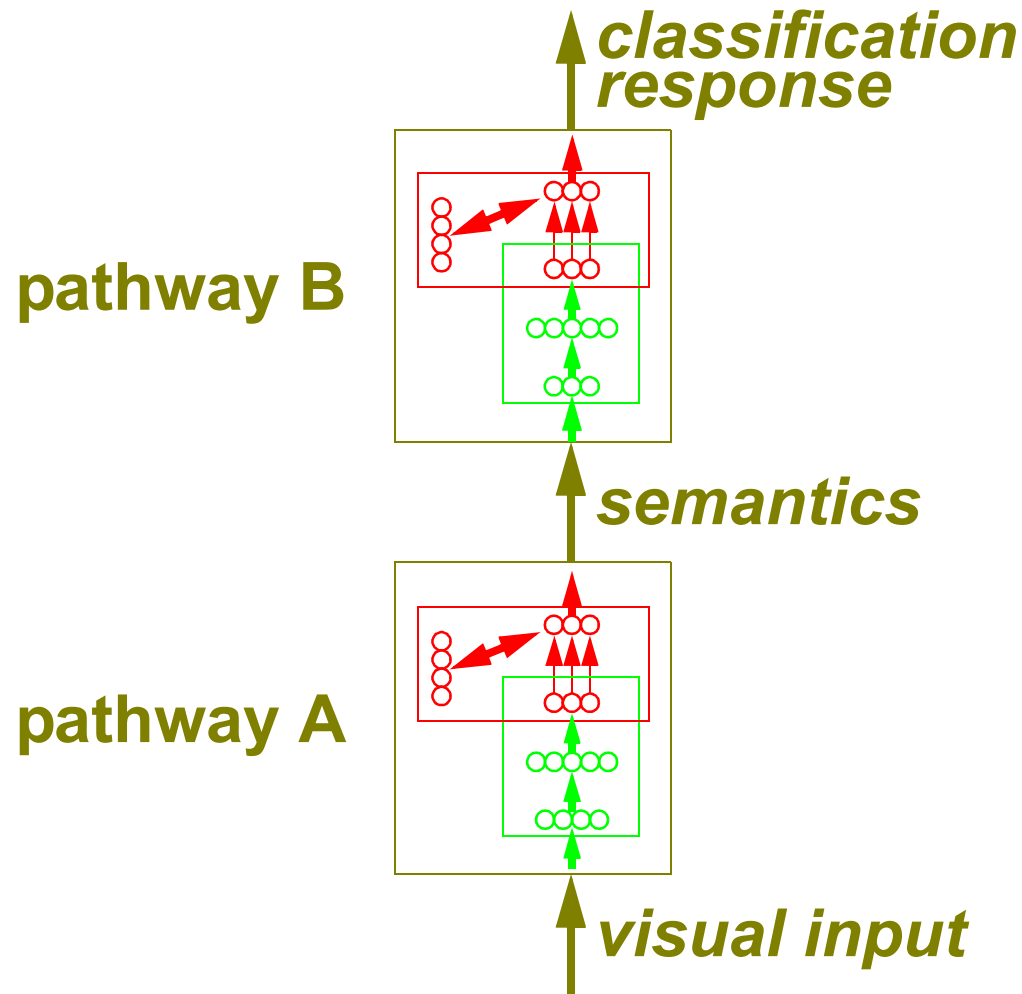 classification
response
pathway B
semantics
pathway A
visual input